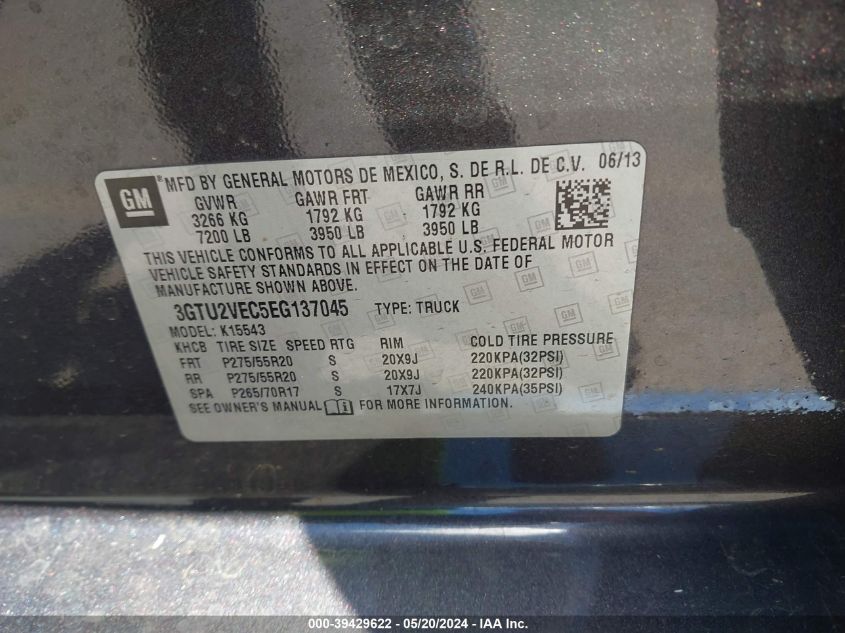 GM ® MFD BY GENERAL MOTORS DE MEXICO, S. DE R.L. DE C.V. 06/13
GVWR GAWR FRT GAWR RR
3266 KG 1792 KG 1792 KG
7200 LB 3950 LB 3950 LB
THIS VEHICLE CONFORMS TO ALL APPLICABLE U.S. FEDERAL MOTOR
VEHICLE SAFETY STANDARDS IN EFFECT ON THE DATE OF
MANUFACTURE SHOWN ABOVE.
3GTU2VEC5EG137045 TYPE: TRUCK
MODEL: K15543
KHCB TIRE SIZE SPEED RTG RIM COLD TIRE PRESSURE
FRT P275/55R20 S 20X9J 220KPA(32PSI)
RR P275/55R20 S 20X9J 220KPA(32PSI)
SPA P265/70R17 S 17X7J 240KPA(35PSI)
SEE OWNER'S MANUAL FOR MORE INFORMATION.
000-39429622 - 05/20/2024 - IAA Inc.